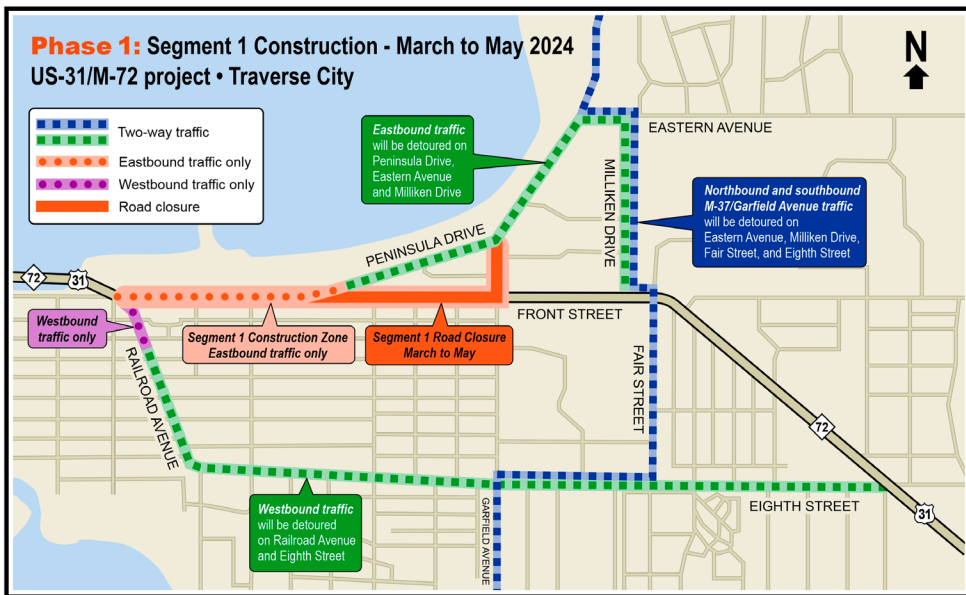 Phase 1: Segment 1 Construction - March to May 2024
US-31/M-72 project • Traverse City
N
Two-way traffic
Eastbound traffic only
Westbound traffic only
Road closure
Eastbound traffic
will be detoured on
Peninsula Drive,
Eastern Avenue
and Milliken Drive
EASTERN AVENUE
MILLIKEN DRIVE
Northbound and southbound
M-37/Garfield Avenue traffic
will be detoured on
Eastern Avenue, Milliken Drive,
Fair Street, and Eighth Street
PENINSULA DRIVE
72
31
FRONT STREET
Westbound
traffic only
Segment 1 Construction Zone
Eastbound traffic only
Segment 1 Road Closure
March to May
RAILROAD AVENUE
FAIR STREET
72
31
Westbound traffic
will be detoured
on Railroad Avenue
and Eighth Street
GARFIELD AVENUE
EIGHTH STREET